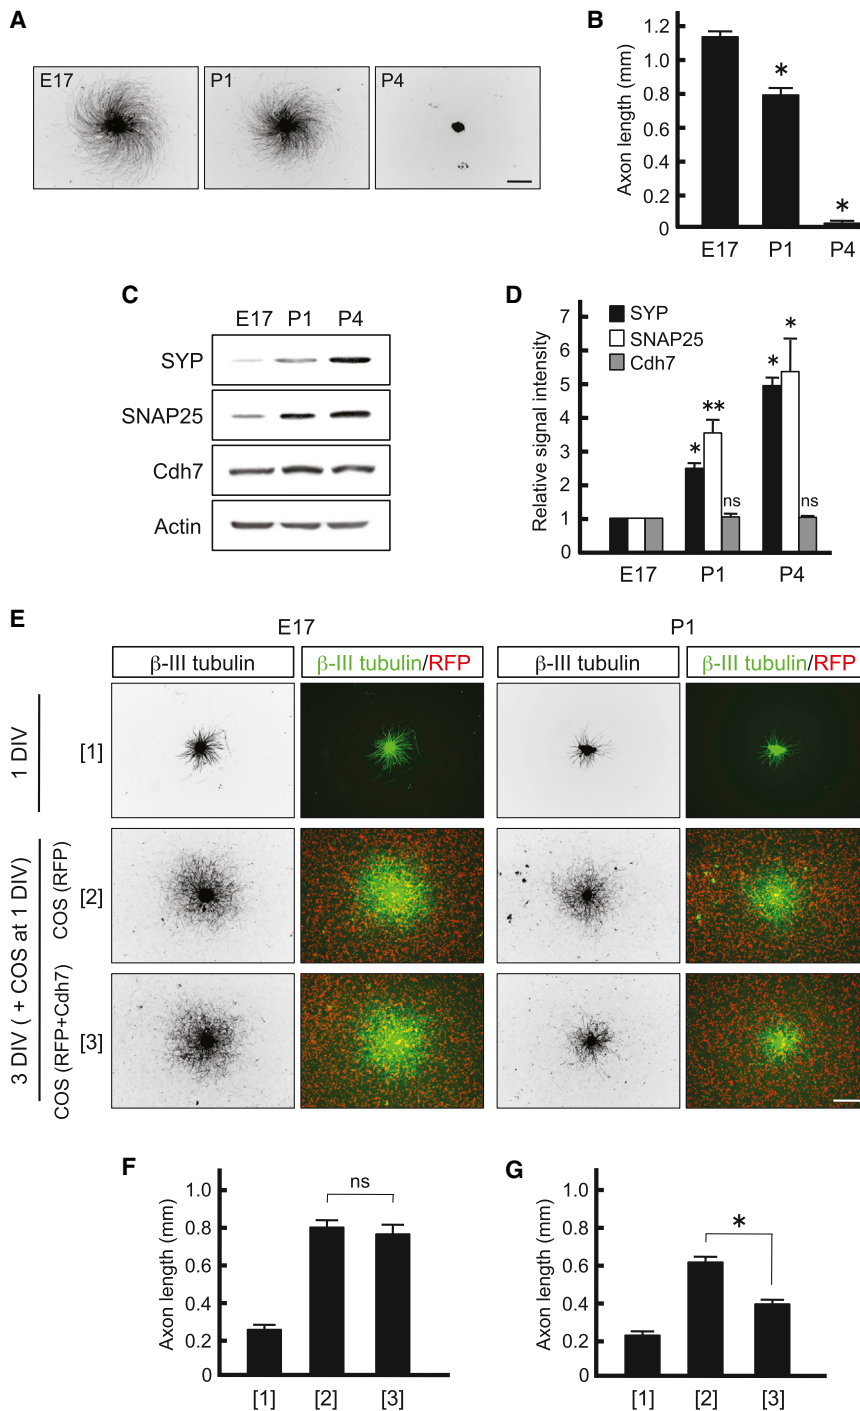 A
E17
P1
P4
B
Axon length (mm)
1.2
1.0
0.8
0.6
0.4
0.2
0
*
*
E17 P1 P4
C
E17 P1 P4
SYP
SNAP25
Cdh7
Actin
D
Relative signal intensity
7
6
5
4
3
2
1
0
SYP
SNAP25
Cdh7
* ** ns
* * ns
E17 P1 P4
E
E17 P1
β-III tubulin β-III tubulin/RFP β-III tubulin β-III tubulin/RFP
1 DIV
[1]
3 DIV ( + COS at 1 DIV)
COS (RFP)
[2]
COS (RFP+Cdh7)
[3]
F
Axon length (mm)
1.0
0.8
0.6
0.4
0.2
0
ns
[1] [2] [3]
G
Axon length (mm)
1.0
0.8
0.6
0.4
0.2
0
*
[1] [2] [3]